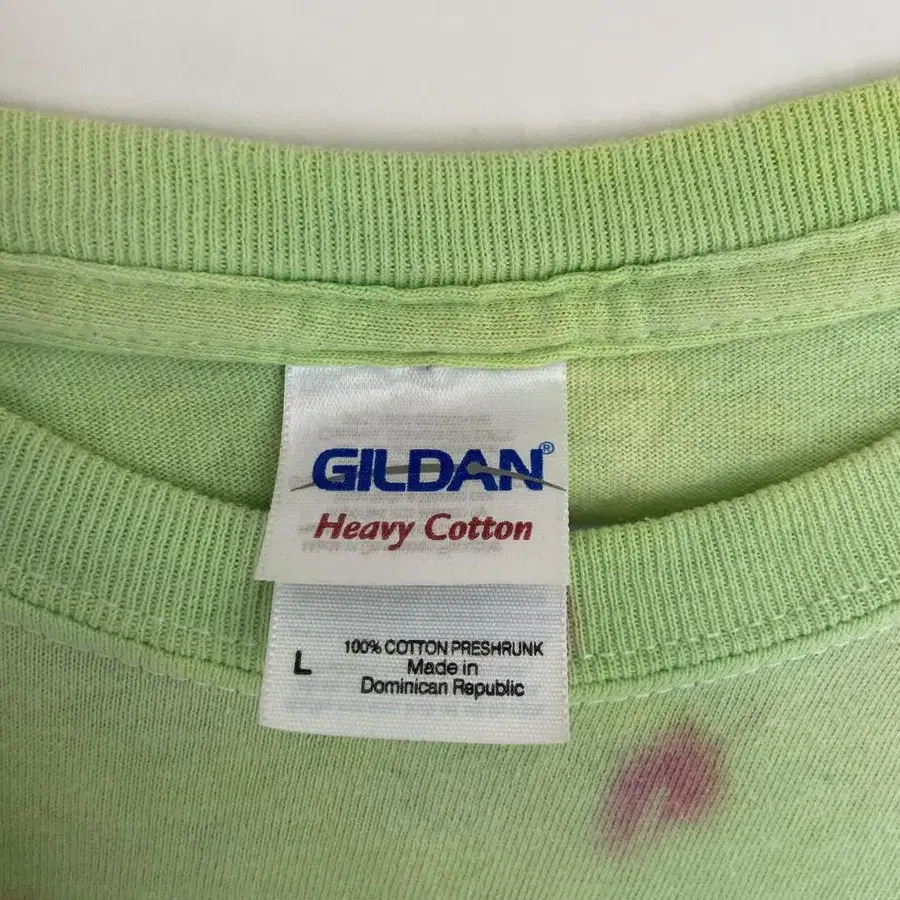 GILDAN®
Heavy Cotton
L
100% COTTON PRESHRUNK
Made in
Dominican Republic